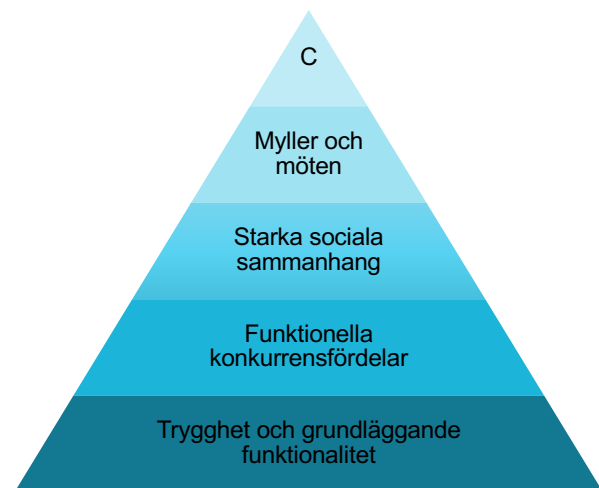 C
Myller och
möten
Starka sociala
sammanhang
Funktionella
konkurrensfördelar
Trygghet och grundläggande
funktionalitet